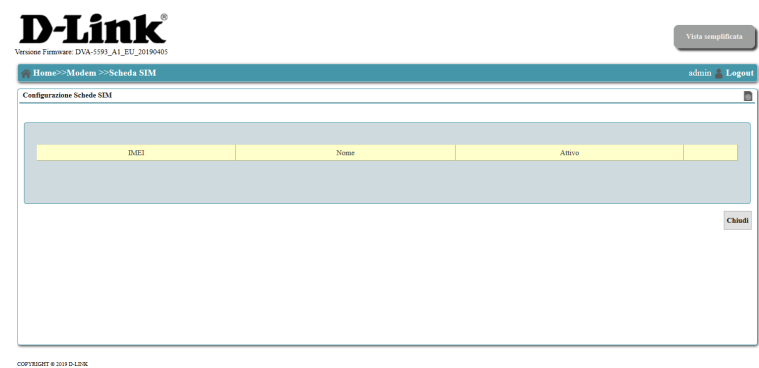 D-Link®
Versione Firmware: DVA-5593_A1_EU_20190405
Vista semplificata
Home>>Modem >>Scheda SIM
admin Logout
Configurazione Schede SIM
IMEI Nome Attivo
Chiudi
COPYRIGHT © 2019 D-LINK